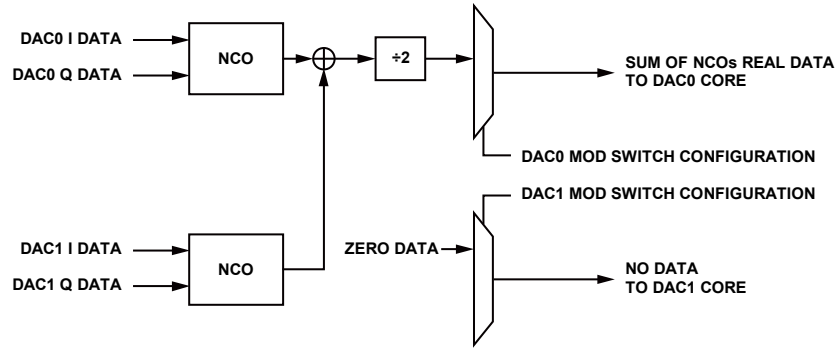 DAC0 I DATA
DAC0 Q DATA
NCO
÷2
SUM OF NCOs REAL DATA
TO DAC0 CORE
DAC0 MOD SWITCH CONFIGURATION
DAC1 MOD SWITCH CONFIGURATION
DAC1 I DATA
DAC1 Q DATA
NCO
ZERO DATA
NO DATA
TO DAC1 CORE